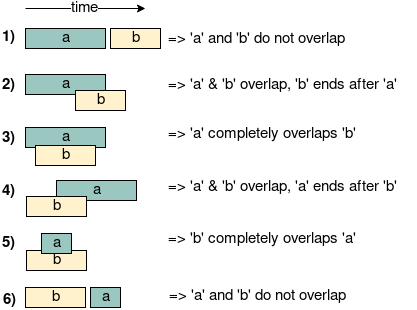 time
1) a b => 'a' and 'b' do not overlap
2) a b => 'a' & 'b' overlap, 'b' ends after 'a'
3) a b => 'a' completely overlaps 'b'
4) a b => 'a' & 'b' overlap, 'a' ends after 'b'
5) a b => 'b' completely overlaps 'a'
6) b a => 'a' and 'b' do not overlap